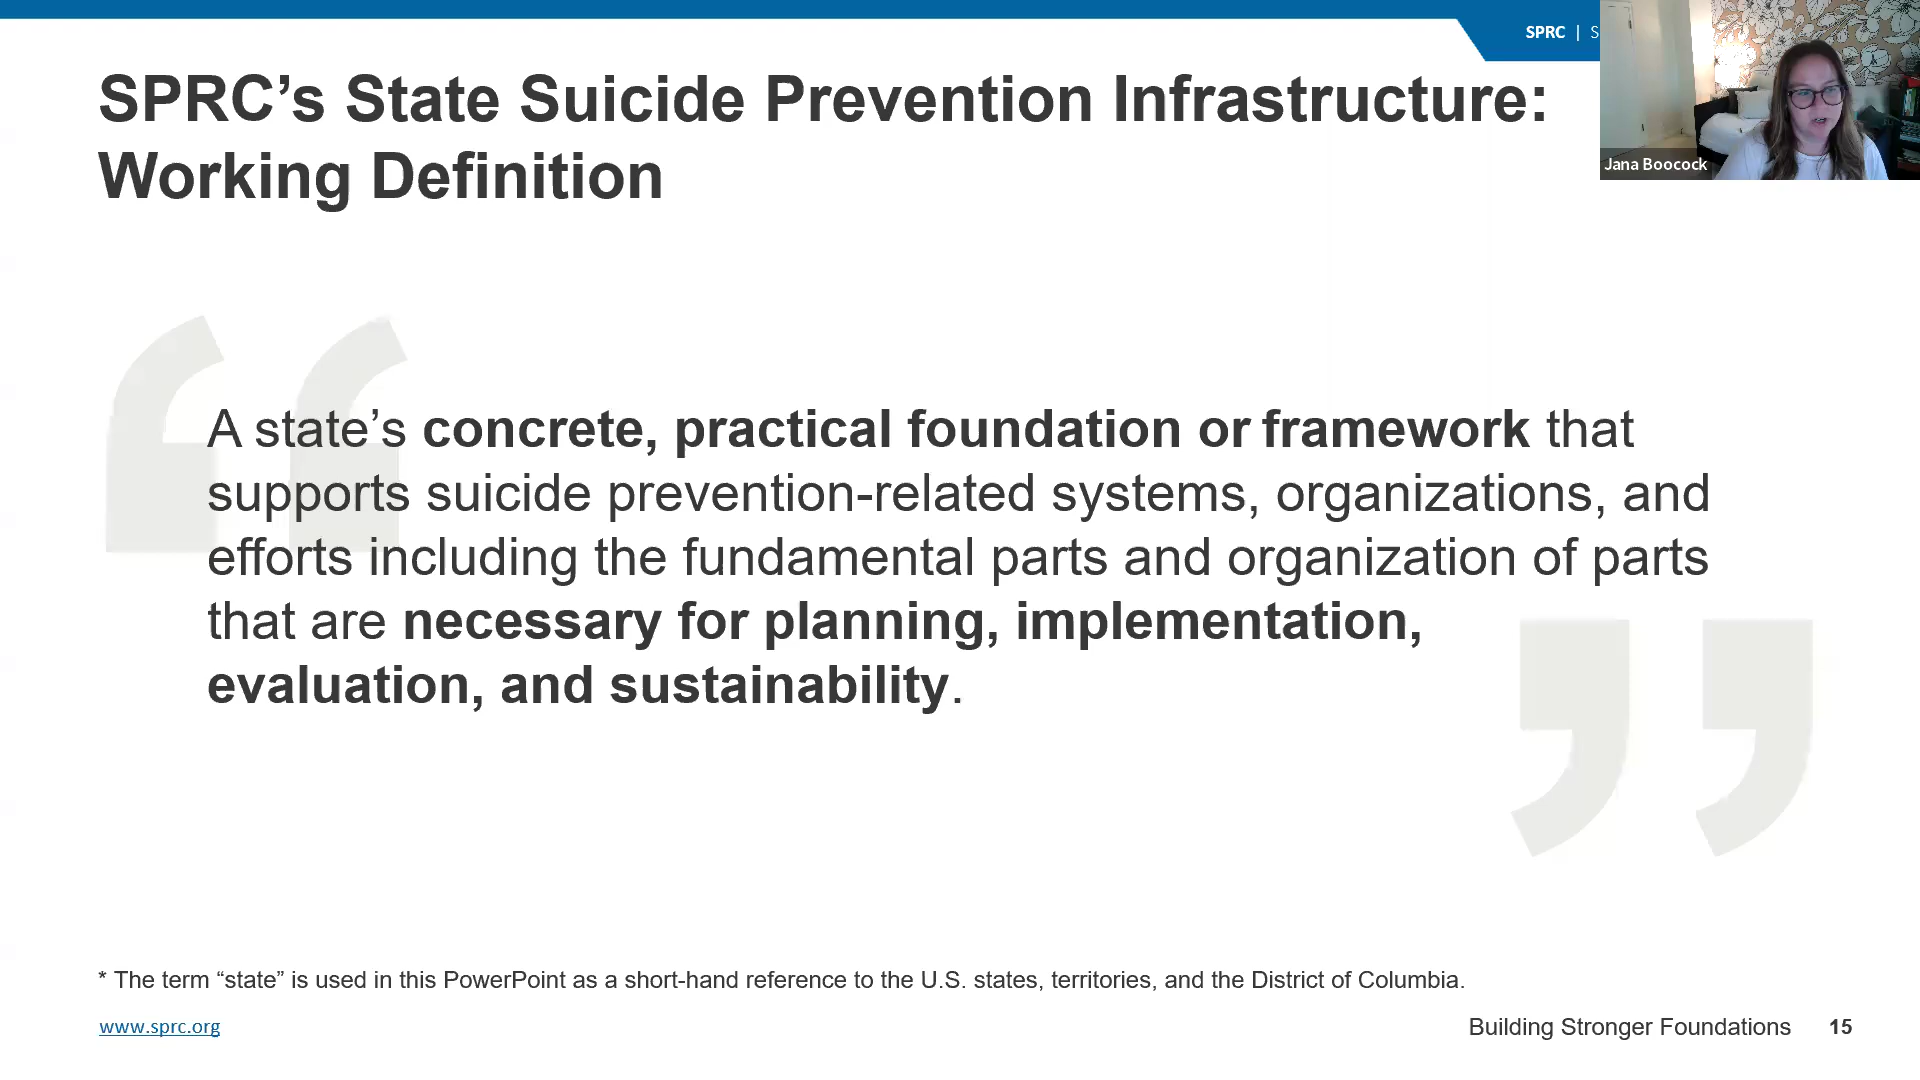 SPRC | S
SPRC’s State Suicide Prevention Infrastructure:
Working Definition
Jana Boocock
“
A state’s concrete, practical foundation or framework that
supports suicide prevention-related systems, organizations, and
efforts including the fundamental parts and organization of parts
that are necessary for planning, implementation,
evaluation, and sustainability.
”
* The term “state” is used in this PowerPoint as a short-hand reference to the U.S. states, territories, and the District of Columbia.
www.sprc.org
Building Stronger Foundations 15